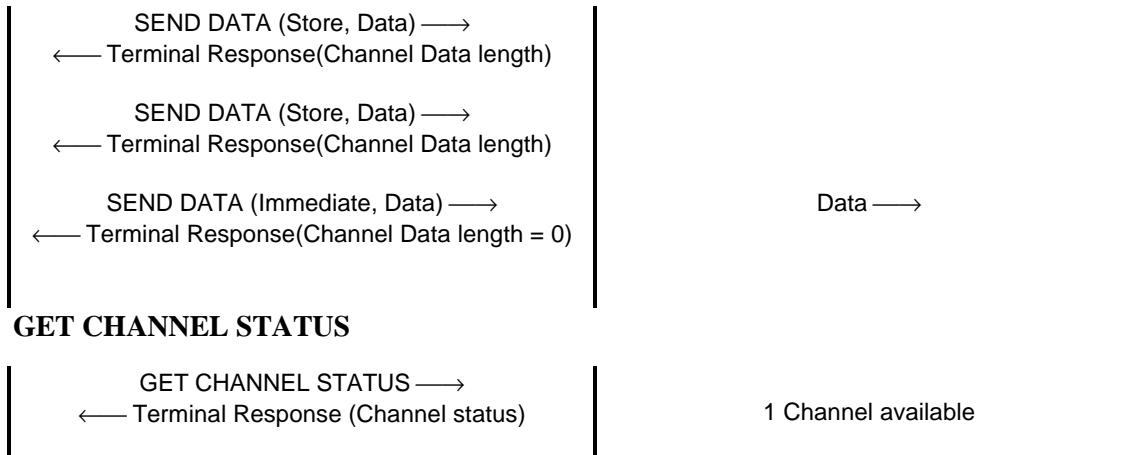 SEND DATA (Store, Data) ⟶
⟵ Terminal Response(Channel Data length)
SEND DATA (Store, Data) ⟶
⟵ Terminal Response(Channel Data length)
SEND DATA (Immediate, Data) ⟶
Data ⟶
⟵ Terminal Response(Channel Data length = 0)
GET CHANNEL STATUS
GET CHANNEL STATUS ⟶
⟵ Terminal Response (Channel status)
1 Channel available